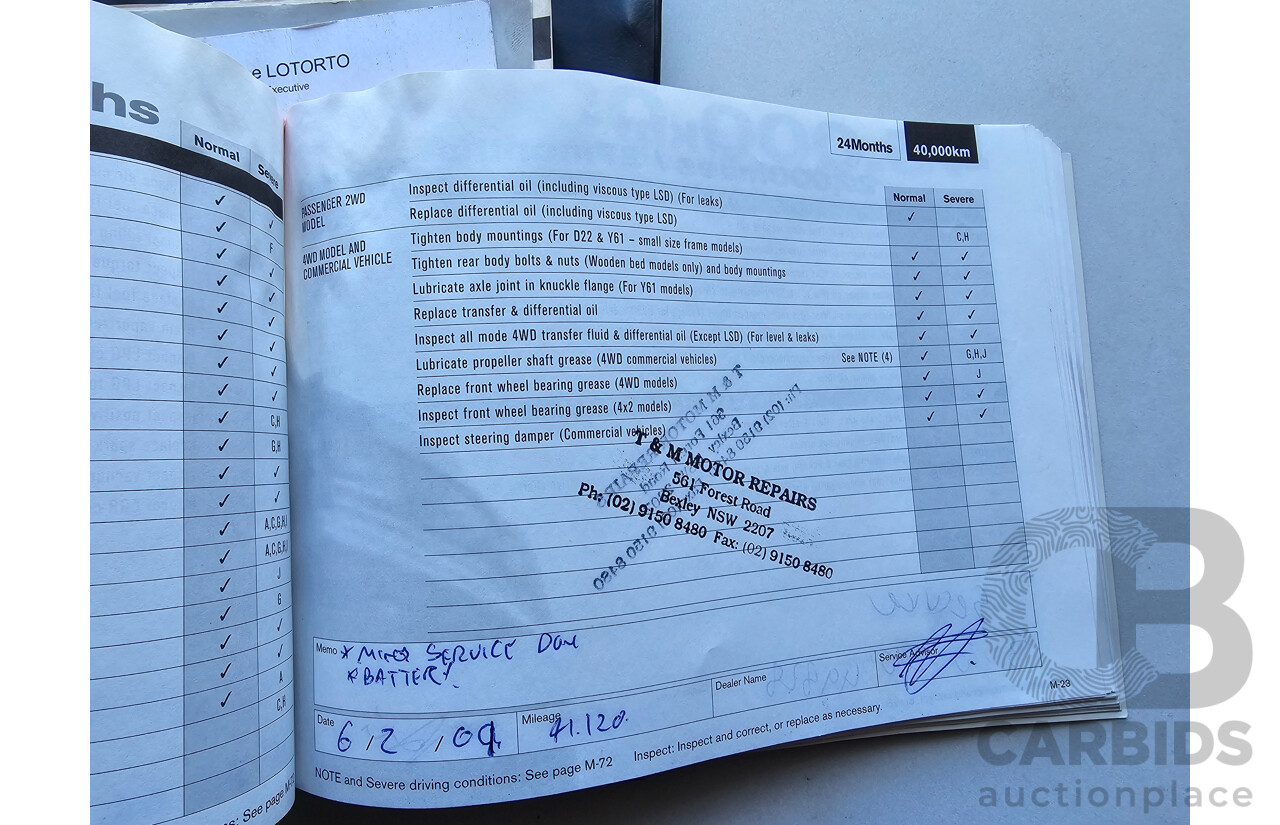 e LOTORTO
Executive
hs
Normal
Severe
✓ ✓
✓ F
✓ ✓
✓ ✓
✓ ✓
✓ ✓
✓ ✓
✓ ✓
✓ C,H
✓ G,H
✓ ✓
✓ ✓
✓ A,C,G,H,J
✓ A,C,G,H,J
✓ J
✓ G
✓ ✓
✓ ✓
✓ A
✓ C,H
ns: See page M-
24Months
40,000km
Normal
Severe
PASSENGER 2WD
MODEL
Inspect differential oil (including viscous type LSD) (For leaks)
✓
Replace differential oil (including viscous type LSD)
C,H
4WD MODEL AND
COMMERCIAL VEHICLE
Tighten body mountings (For D22 & Y61 – small size frame models)
✓ ✓
Tighten rear body bolts & nuts (Wooden bed models only) and body mountings
✓ ✓
Lubricate axle joint in knuckle flange (For Y61 models)
✓ ✓
Replace transfer & differential oil
✓ ✓
Inspect all mode 4WD transfer fluid & differential oil (Except LSD) (For level & leaks)
✓ ✓
Lubricate propeller shaft grease (4WD commercial vehicles) See NOTE (4)
✓ G,H,J
Replace front wheel bearing grease (4WD models)
✓ J
Inspect front wheel bearing grease (4x2 models)
✓ ✓
Inspect steering damper (Commercial vehicles)
✓ ✓
T & M MOTOR REPAIRS
561 Forest Road
Bexley NSW 2207
Ph: (02) 9150 8480 Fax: (02) 9150 8480
Memo * MINOR SERVICE Done
* BATTERY.
Dealer Name
Service Advisor
Date 6/2/09
Mileage 41.120.
M-23
NOTE and Severe driving conditions: See page M-72 Inspect: Inspect and correct, or replace as necessary.
CB
CARBIDS
auctionplace